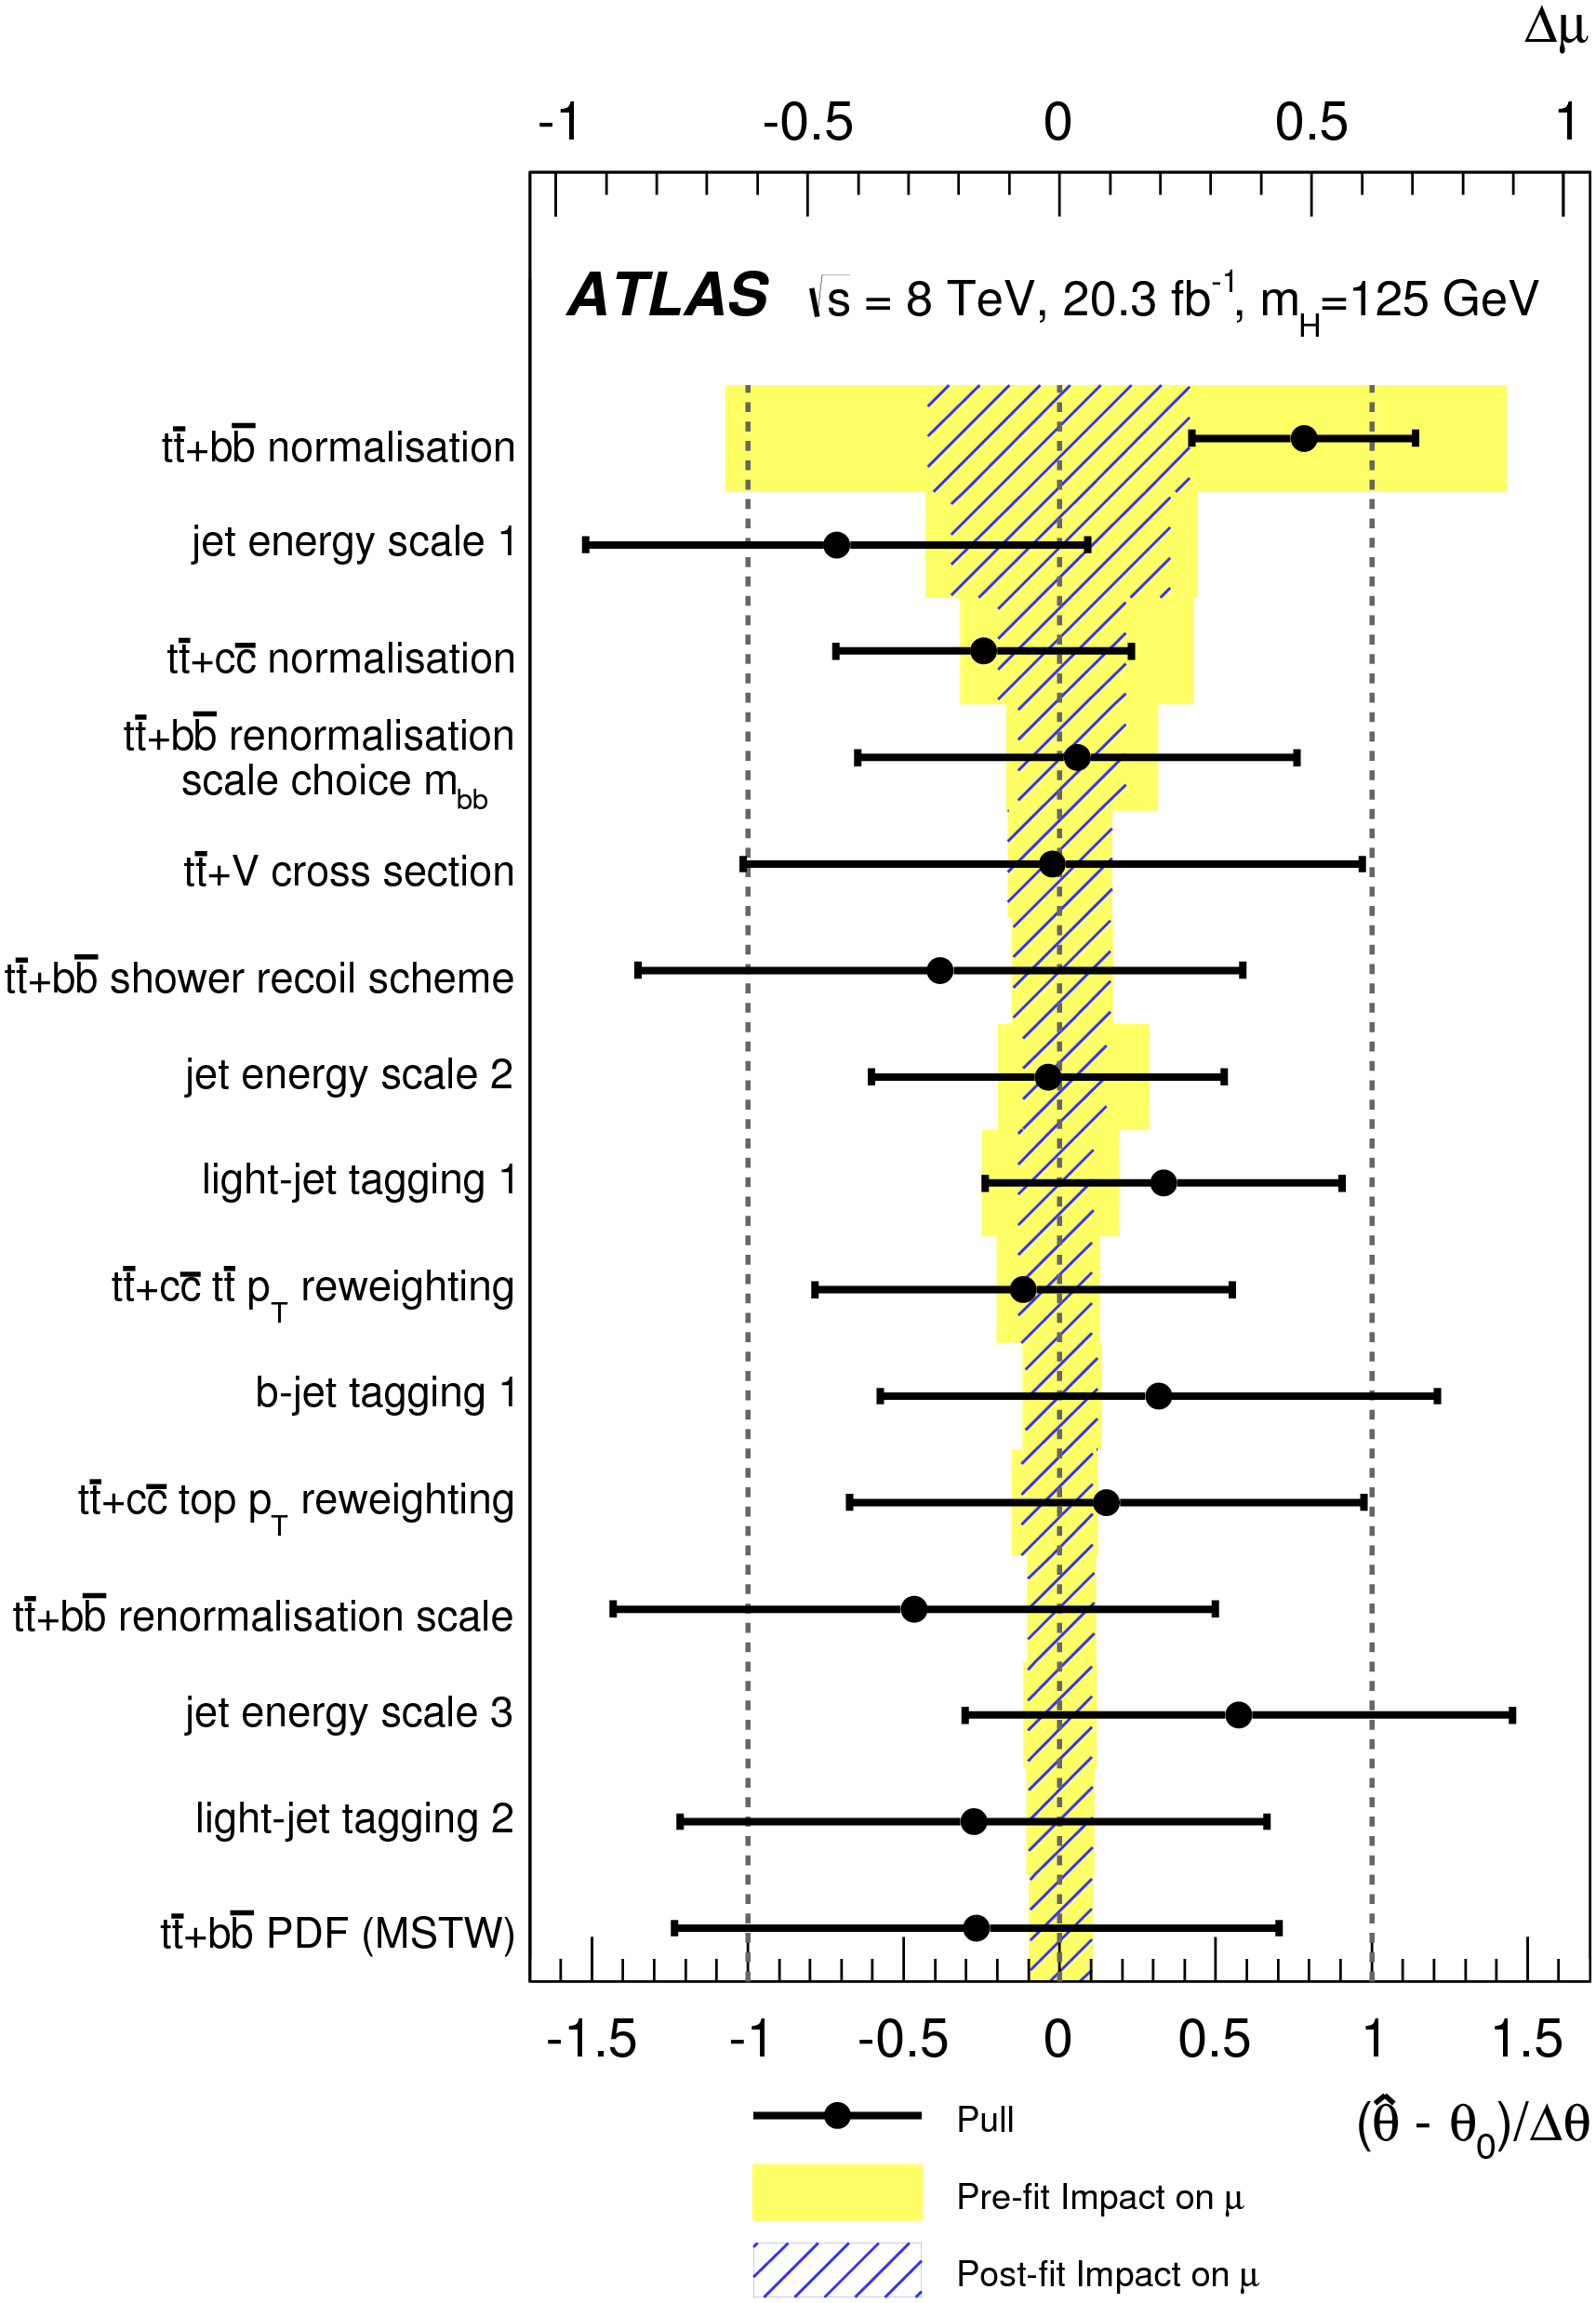 Δμ
-1 -0.5 0 0.5 1
ATLAS √s = 8 TeV, 20.3 fb⁻¹, m_H=125 GeV
tt̄+bb̄ normalisation
jet energy scale 1
tt̄+cc̄ normalisation
tt̄+bb̄ renormalisation
scale choice m_bb
tt̄+V cross section
tt̄+bb̄ shower recoil scheme
jet energy scale 2
light-jet tagging 1
tt̄+cc̄ tt̄ p_T reweighting
b-jet tagging 1
tt̄+cc̄ top p_T reweighting
tt̄+bb̄ renormalisation scale
jet energy scale 3
light-jet tagging 2
tt̄+bb̄ PDF (MSTW)
-1.5 -1 -0.5 0 0.5 1 1.5
(θ̂ - θ₀)/Δθ
Pull
Pre-fit Impact on μ
Post-fit Impact on μ